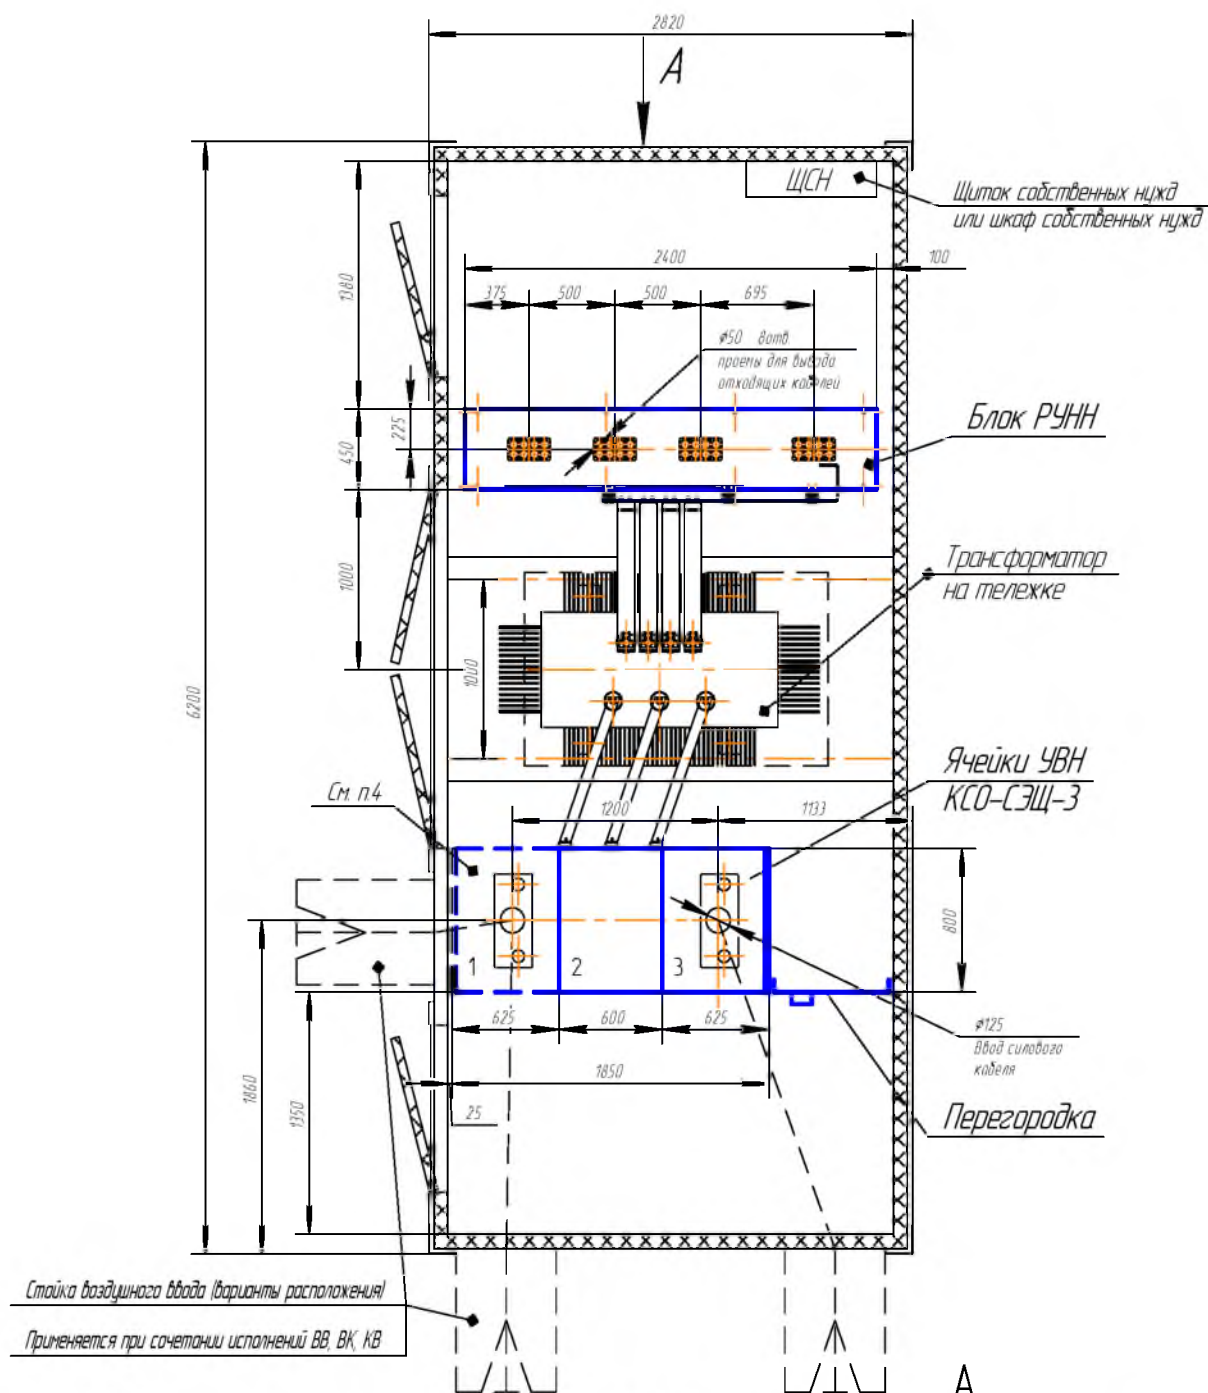 2820
А
ЩСН
Щиток собственных нужд
или шкаф собственных нужд
2400
100
1380
375
500
500
695
φ50 8отв.
проемы для вывода
отходящих кабелей
Блок РУНН
225
450
1000
Трансформатор
на тележке
1000
6200
Ячейки УВН
КСО-СЭЩ-3
См. п.4
1200
1133
800
1
2
3
625
600
625
φ125
Ввод силового
кабеля
1850
1860
1350
25
Перегородка
Стойка воздушного ввода (варианты расположения)
Применяется при сочетании исполнений ВВ, ВК, КВ
А